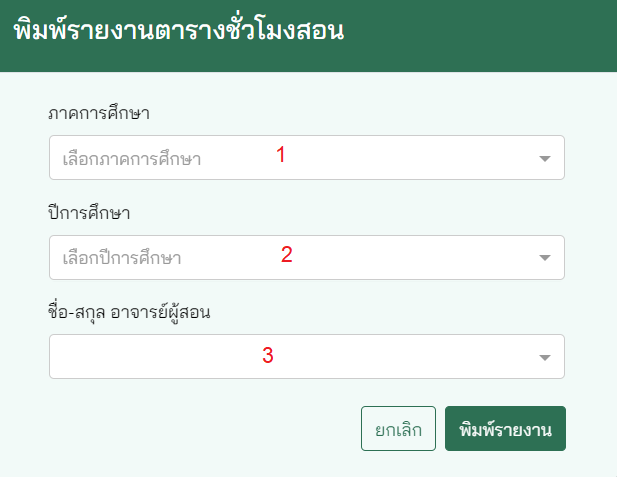 พิมพ์รายงานตารางชั่วโมงสอน
ภาคการศึกษา
เลือกภาคการศึกษา 1
ปีการศึกษา
เลือกปีการศึกษา 2
ชื่อ-สกุล อาจารย์ผู้สอน
3
ยกเลิก พิมพ์รายงาน